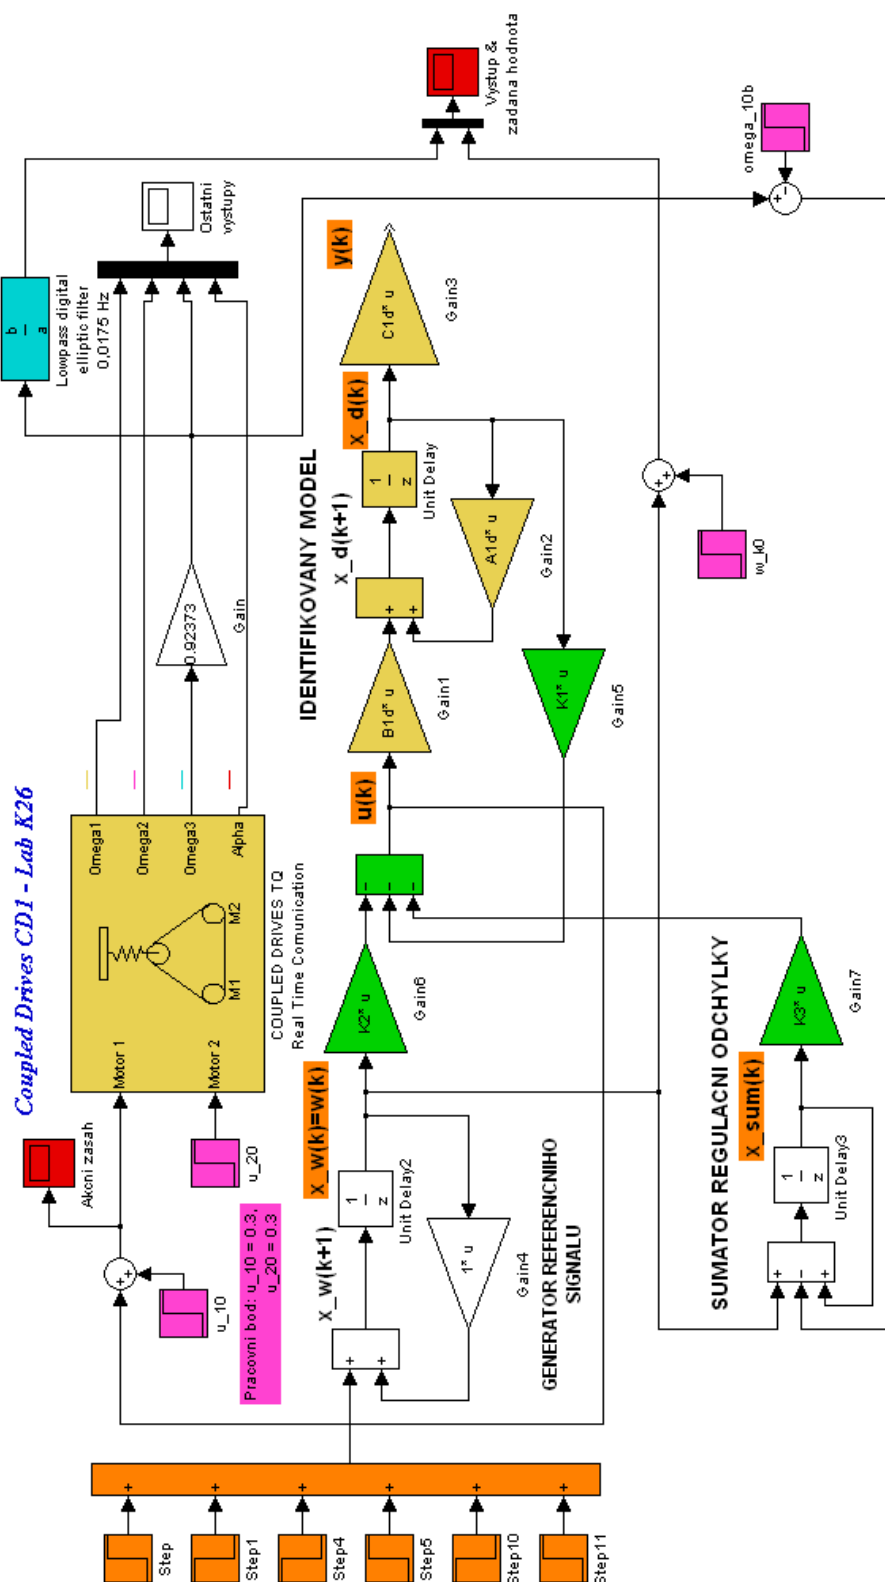 Coupled Drives CD1 - Lab K26
Akcni zasah
u_10
Pracovni bod: u_10 = 0.3,
u_20 = 0.3
u_20
Motor 1
Motor 2
M1
M2
Omega1
Omega2
Omega3
Alpha
COUPLED DRIVES TQ
Real Time Comunication
0.92373
Gain
b
a
Lowpass digital
elliptic filter
0,0175 Hz
Ostatni
vystupy
Vystup &
zadana hodnota
omega_10b
Step
Step1
Step4
Step5
Step10
Step11
x_w(k+1)
1
z
Unit Delay2
x_w(k)=w(k)
1* u
Gain4
GENERATOR REFERENCNIHO
SIGNALU
K2* u
Gain6
u(k)
IDENTIFIKOVANY MODEL
B1d* u
Gain1
x_d(k+1)
1
z
Unit Delay
x_d(k)
A1d* u
Gain2
C1d* u
Gain3
y(k)
K1* u
Gain5
w_k0
SUMATOR REGULACNI ODCHYLKY
1
z
Unit Delay3
x_sum(k)
K3* u
Gain7